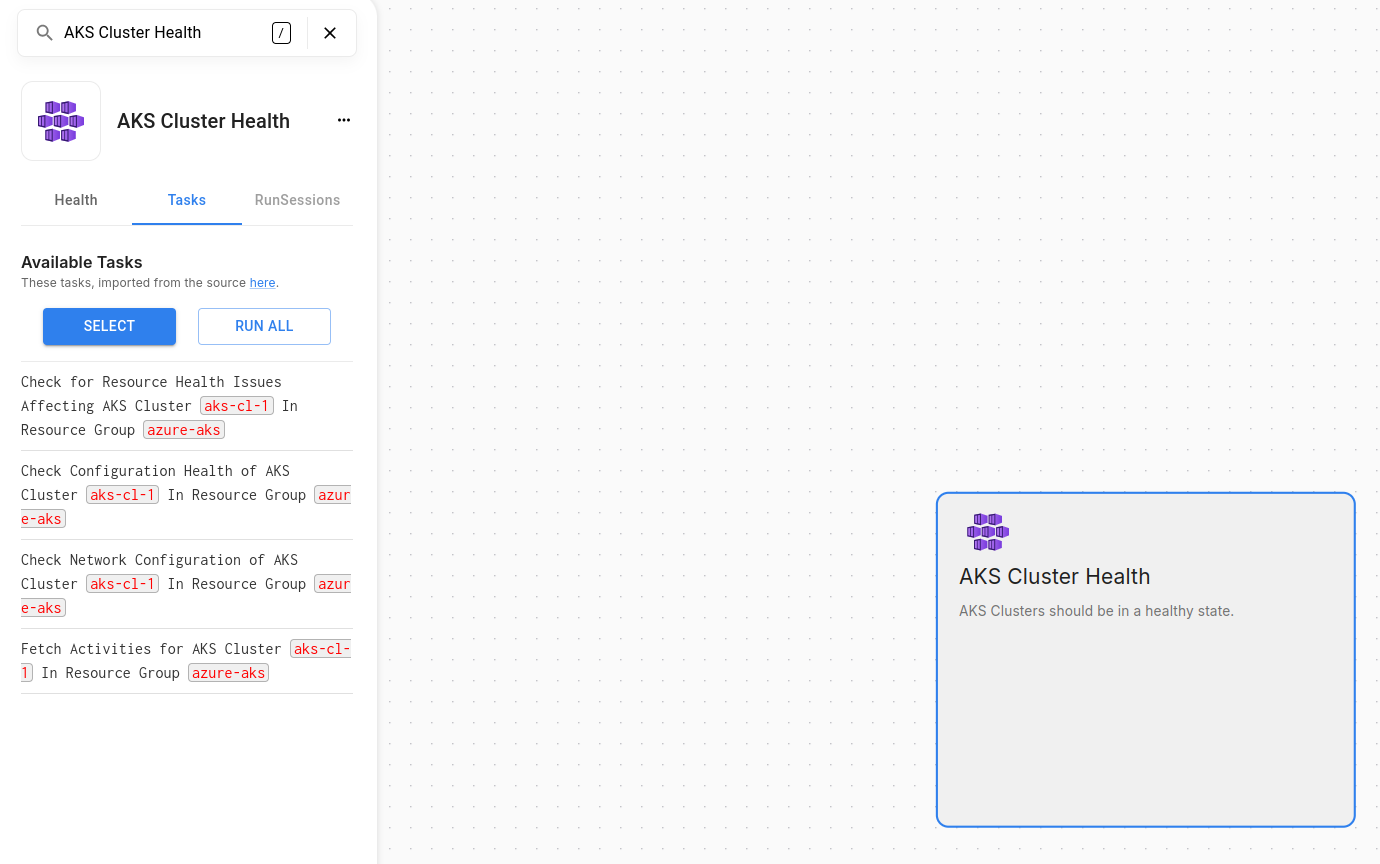 AKS Cluster Health
/
AKS Cluster Health
Health
Tasks
RunSessions
Available Tasks
These tasks, imported from the source here.
SELECT
RUN ALL
Check for Resource Health Issues
Affecting AKS Cluster aks-cl-1 In
Resource Group azure-aks
Check Configuration Health of AKS
Cluster aks-cl-1 In Resource Group azur
e-aks
Check Network Configuration of AKS
Cluster aks-cl-1 In Resource Group azur
e-aks
Fetch Activities for AKS Cluster aks-cl-
1 In Resource Group azure-aks
AKS Cluster Health
AKS Clusters should be in a healthy state.